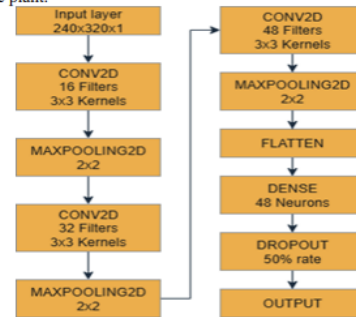 e plant.
Input layer
240x320x1
CONV2D
16 Filters
3x3 Kernels
MAXPOOLING2D
2x2
CONV2D
32 Filters
3x3 Kernels
MAXPOOLING2D
2x2
CONV2D
48 Filters
3x3 Kernels
MAXPOOLING2D
2x2
FLATTEN
DENSE
48 Neurons
DROPOUT
50% rate
OUTPUT